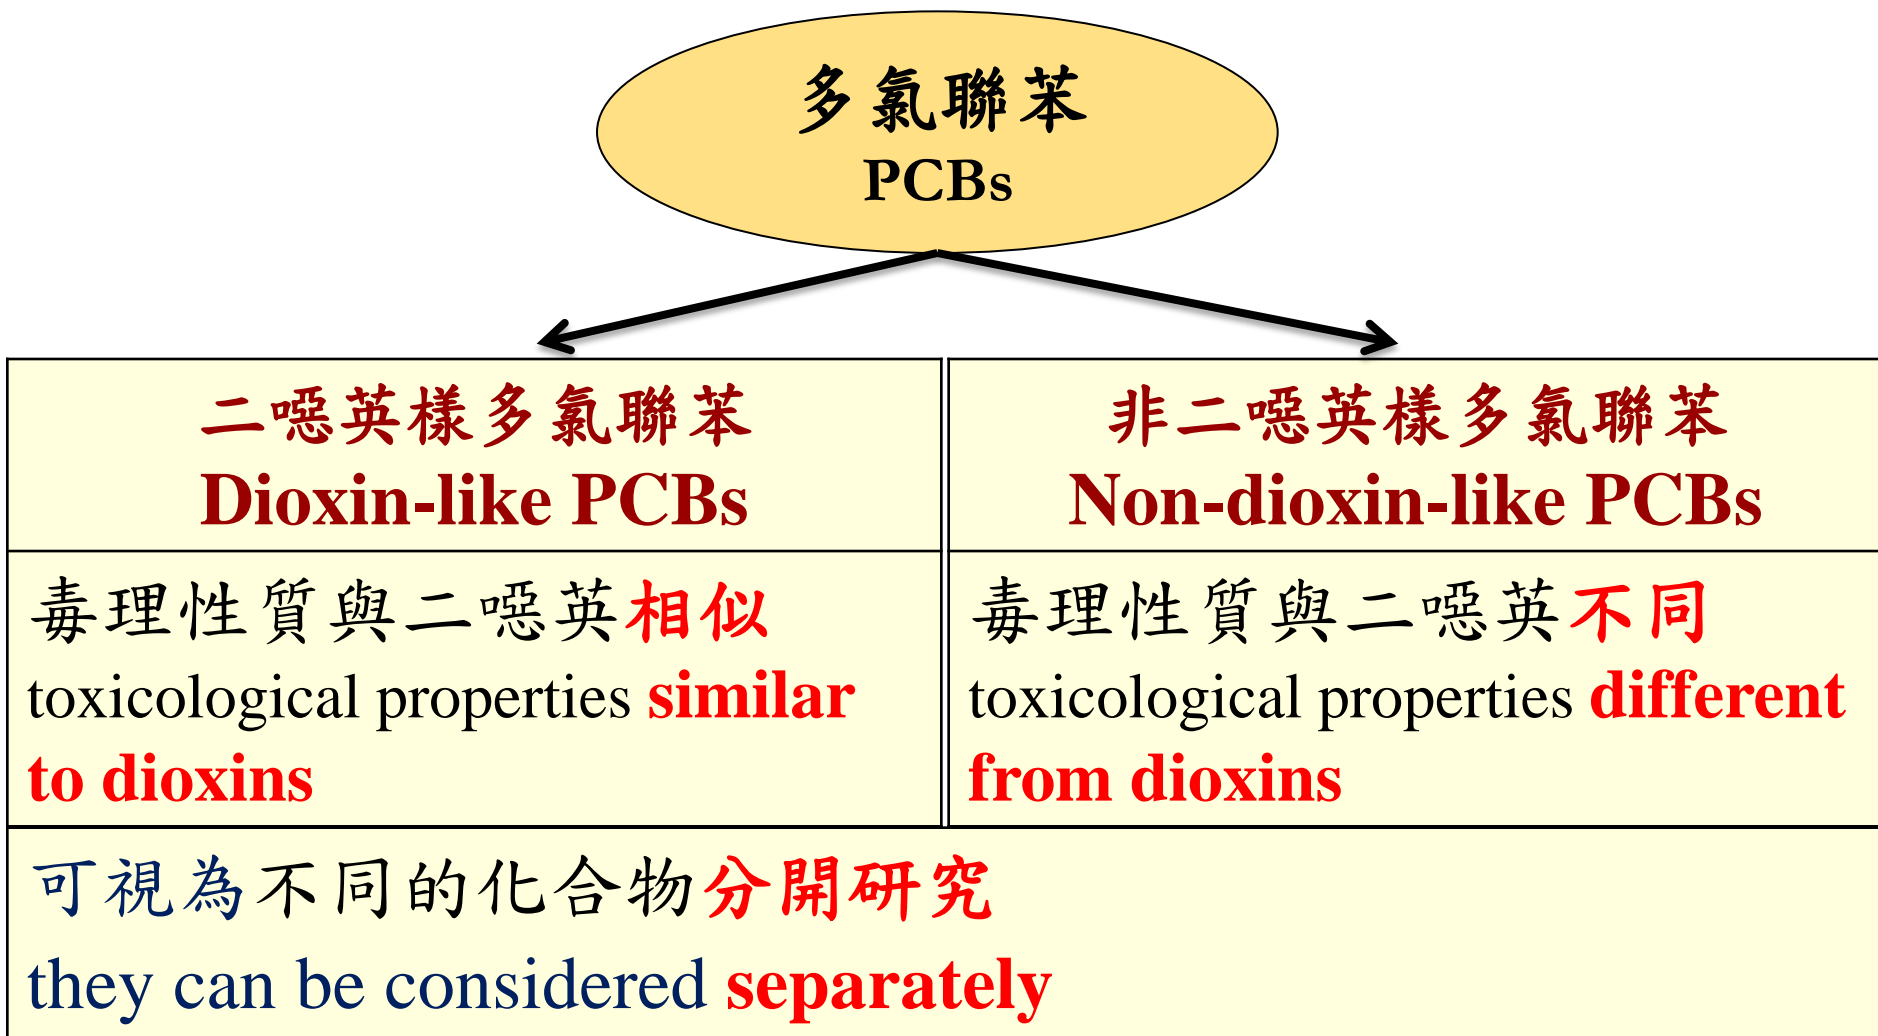 多氯聯苯
PCBs
二噁英樣多氯聯苯
Dioxin-like PCBs
非二噁英樣多氯聯苯
Non-dioxin-like PCBs
毒理性質與二噁英相似
toxicological properties similar
to dioxins
毒理性質與二噁英不同
toxicological properties different
from dioxins
可視為不同的化合物分開研究
they can be considered separately